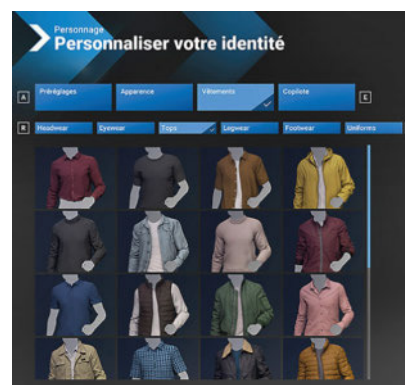 Personnage
Personnaliser votre identité
A Préréglages Apparence Vêtements Copilote E
R Headwear Eyewear Tops Legwear Footwear Uniforms